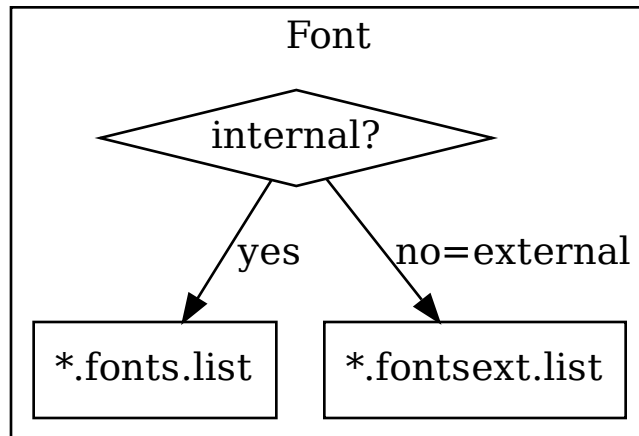 Font
internal?
yes
no=external
*.fonts.list
*.fontsext.list